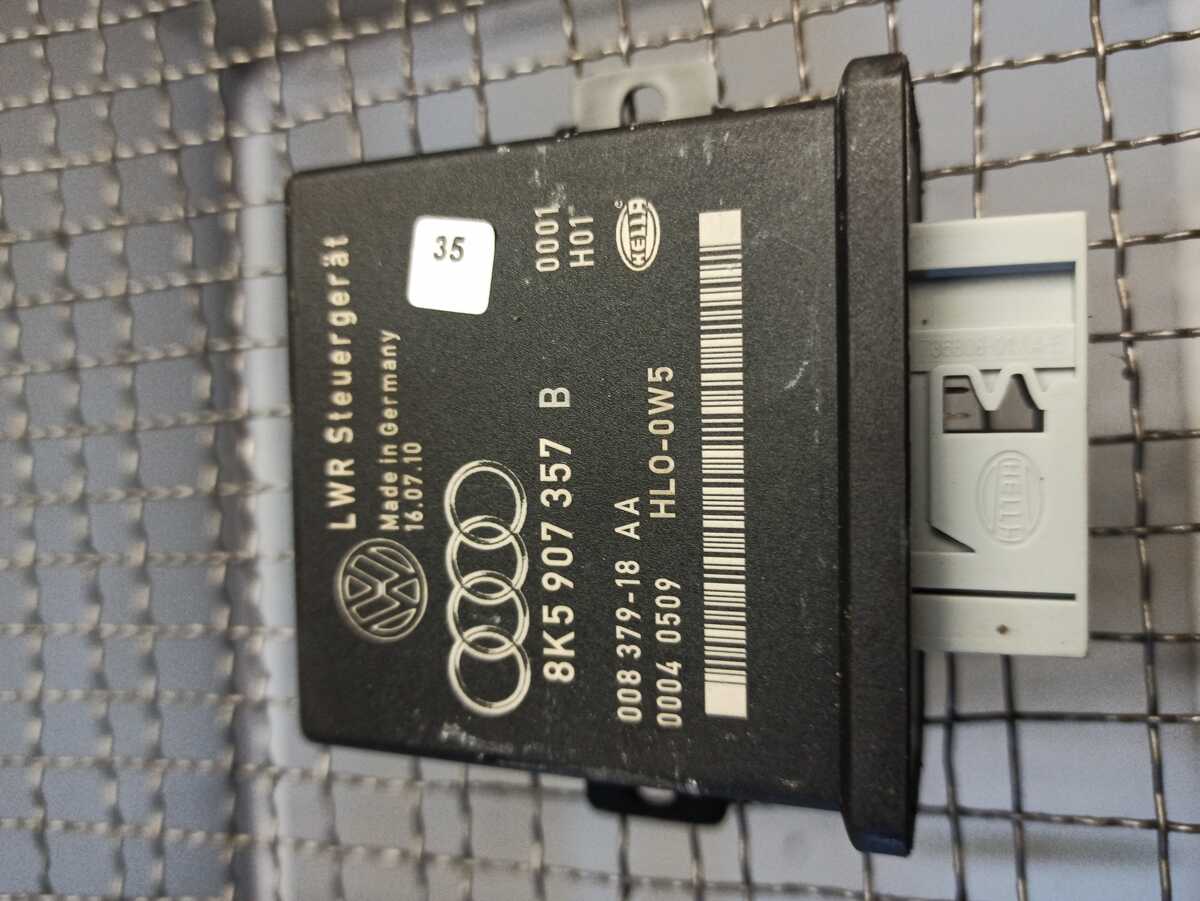 LWR Steuergerät
Made in Germany
16.07.10
35
8K5 907 357 B
0001
H01
008 379-18 AA
0004 0509 HLO-0W5
HELLA
HELLA